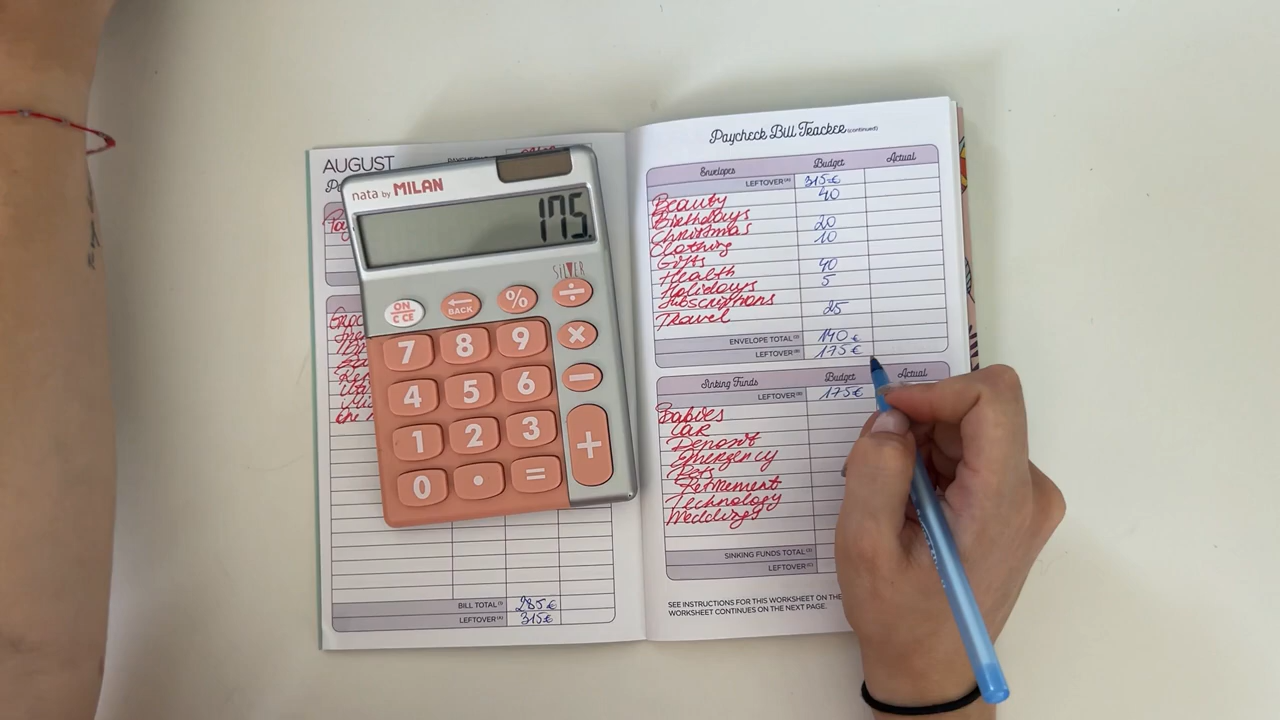 AUGUST
nata by MILAN
175.
SILVER
ON
C CE
BACK
%
÷
7 8 9 ×
4 5 6 −
1 2 3 +
0 . =
BILL TOTAL 285€
LEFTOVER (A) 315€
Paycheck Bill Tracker (continued)
Envelopes Budget Actual
LEFTOVER (A) 315€
Beauty 40
Birthdays
Christmas 20
Clothing 10
Gifts
Health 40
Holidays 5
Subscriptions
Travel 25
ENVELOPE TOTAL 140€
LEFTOVER (B) 175€
Sinking Funds Budget Actual
LEFTOVER (B) 175€
Babies
Car
Deposit
Emergency
Pets
Retirement
Technology
Weddings
SINKING FUNDS TOTAL
LEFTOVER (C)
SEE INSTRUCTIONS FOR THIS WORKSHEET ON THE
WORKSHEET CONTINUES ON THE NEXT PAGE.